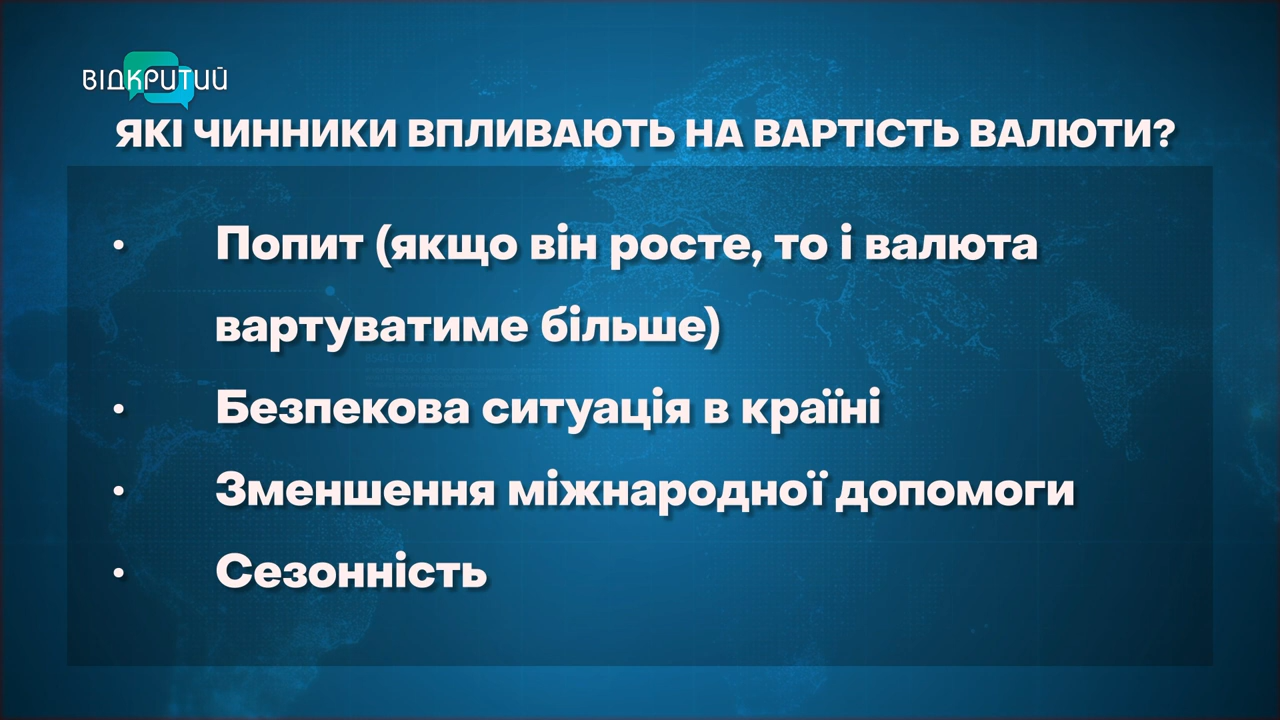 ВІДКРИТИЙ
ЯКІ ЧИННИКИ ВПЛИВАЮТЬ НА ВАРТІСТЬ ВАЛЮТИ?
• Попит (якщо він росте, то і валюта
вартуватиме більше)
• Безпекова ситуація в країні
• Зменшення міжнародної допомоги
• Сезонність